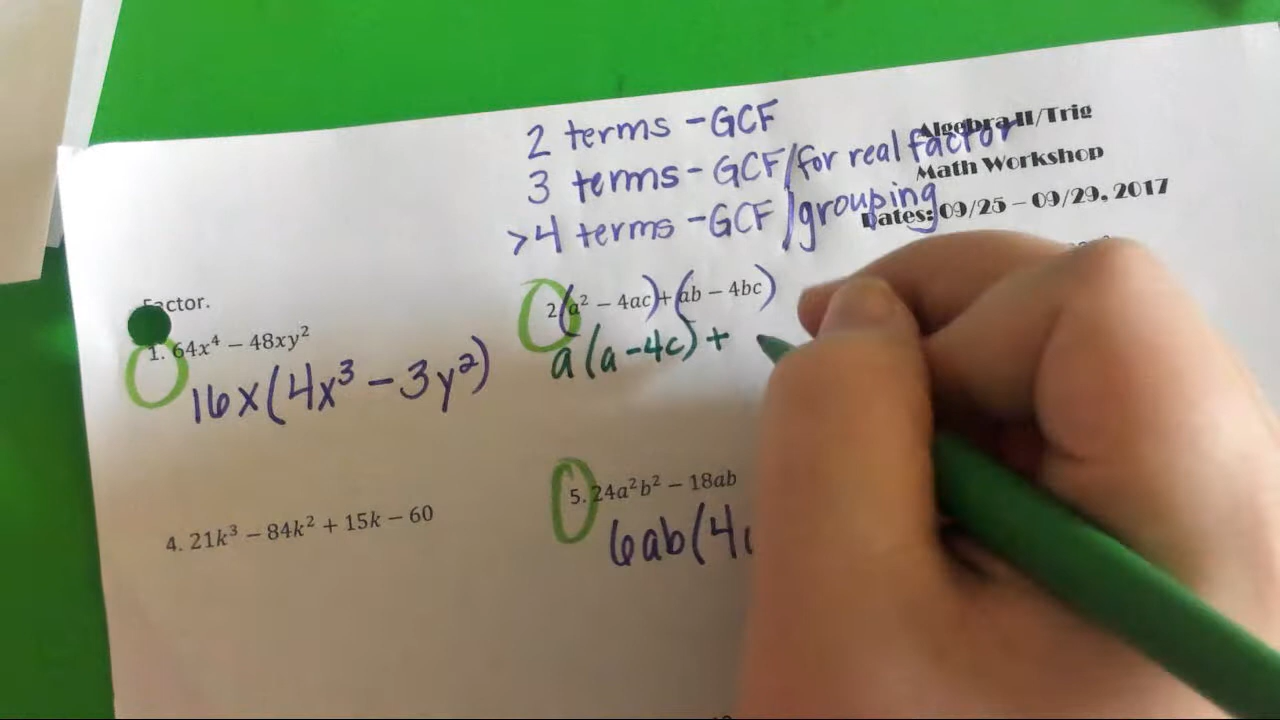 2 terms - GCF
3 terms - GCF/for real factor
>4 terms - GCF/grouping
Algebra II/Trig
Math Workshop
Dates: 09/25 – 09/29, 2017
Factor.
1. 64x⁴ − 48xy²
16x(4x³ − 3y²)
2(a² − 4ac)+(ab − 4bc)
a(a-4c)+
4. 21k³ − 84k² + 15k − 60
5. 24a²b² − 18ab
6ab(4